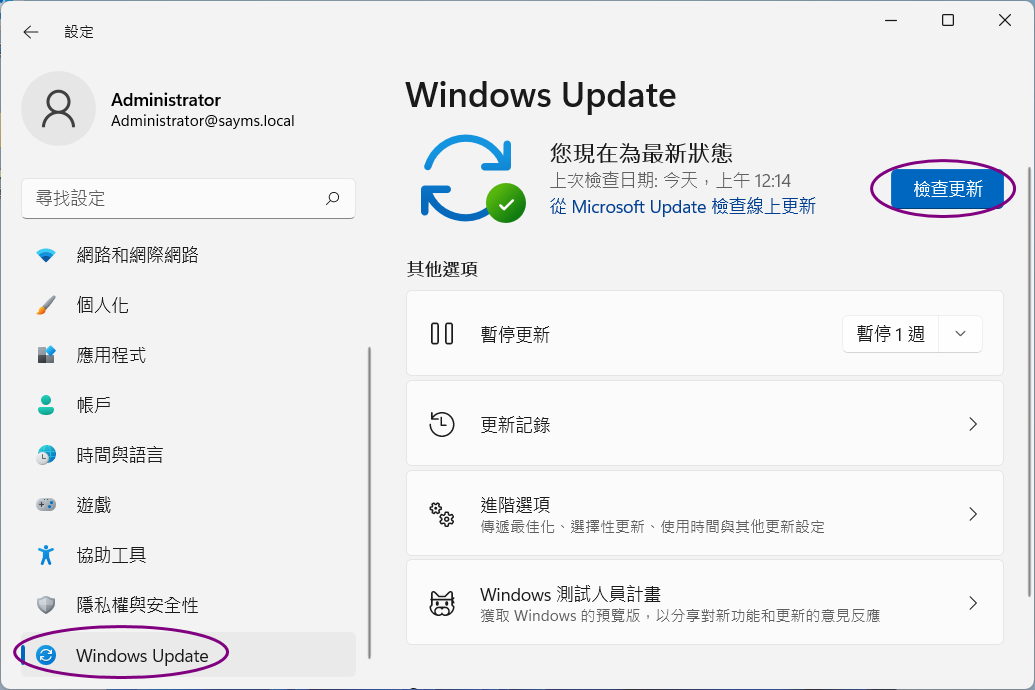 設定
Administrator
Administrator@sayms.local
尋找設定
網路和網際網路
個人化
應用程式
帳戶
時間與語言
遊戲
協助工具
隱私權與安全性
Windows Update
Windows Update
您現在為最新狀態
上次檢查日期: 今天，上午 12:14
從 Microsoft Update 檢查線上更新
檢查更新
其他選項
暫停更新
暫停 1 週
更新記錄
進階選項
傳遞最佳化、選擇性更新、使用時間與其他更新設定
Windows 測試人員計畫
獲取 Windows 的預覽版，以分享對新功能和更新的意見反應